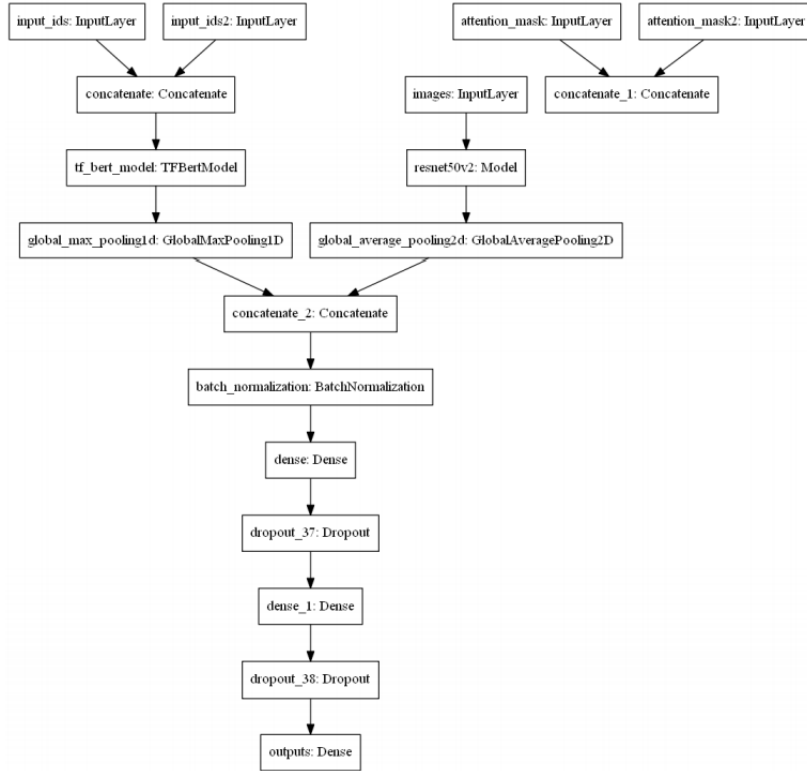 input_ids: InputLayer
input_ids2: InputLayer
attention_mask: InputLayer
attention_mask2: InputLayer
concatenate: Concatenate
images: InputLayer
concatenate_1: Concatenate
tf_bert_model: TFBertModel
resnet50v2: Model
global_max_pooling1d: GlobalMaxPooling1D
global_average_pooling2d: GlobalAveragePooling2D
concatenate_2: Concatenate
batch_normalization: BatchNormalization
dense: Dense
dropout_37: Dropout
dense_1: Dense
dropout_38: Dropout
outputs: Dense